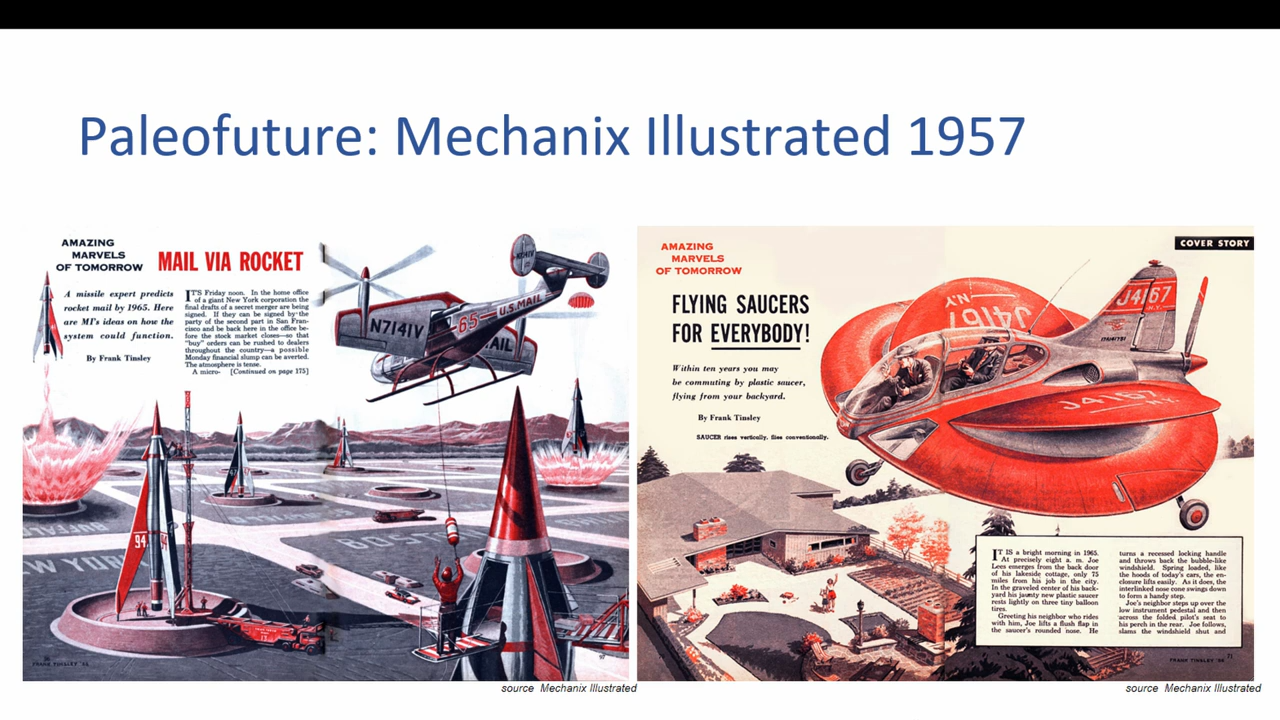 Paleofuture: Mechanix Illustrated 1957
AMAZING
MARVELS
OF TOMORROW
MAIL VIA ROCKET
A missile expert predicts
rocket mail by 1965. Here
are MI's ideas on how the
system could function.
By Frank Tinsley
IT'S Friday noon. In the home office
of a giant New York corporation the
final drafts of a secret merger are being
signed. If they can be signed by the
party of the second part in San Fran-
cisco and be back here in the office be-
fore the stock market closes—so that
"buy" orders can be rushed to dealers
throughout the country—a possible
Monday financial slump can be averted.
The atmosphere is tense.
A micro- [Continued on page 175]
N7141V
65
U.S. MAIL
AIL
94
W YORK
FRANK TINSLEY
source Mechanix Illustrated
AMAZING
MARVELS
OF TOMORROW
COVER STORY
FLYING SAUCERS
FOR EVERYBODY!
Within ten years you may
be commuting by plastic saucer,
flying from your backyard.
By Frank Tinsley
SAUCER rises vertically, flies conventionally.
NY
J4167
J4167
N.Y.
J4167
N.Y.
IT IS a bright morning in 1965.
At precisely eight a. m. Joe
Lees emerges from the back door
of his lakeside cottage, only 75
miles from his job in the city.
In the graveled center of his back-
yard his jaunty new plastic saucer
rests lightly on three tiny balloon
tires.
Greeting his neighbor who rides
with him, Joe lifts a flush flap in
the saucer's rounded nose. He
turns a recessed locking handle
and throws back the bubble-like
windshield. Spring loaded, like
the hoods of today's cars, the en-
closure lifts easily. As it does, the
interlinked nose cone swings down
to form a handy step.
Joe's neighbor steps up over the
low instrument pedestal and then
across the folded pilot's seat to
his perch in the rear. Joe follows,
slams the windshield shut and
FRANK TINSLEY
71
source Mechanix Illustrated